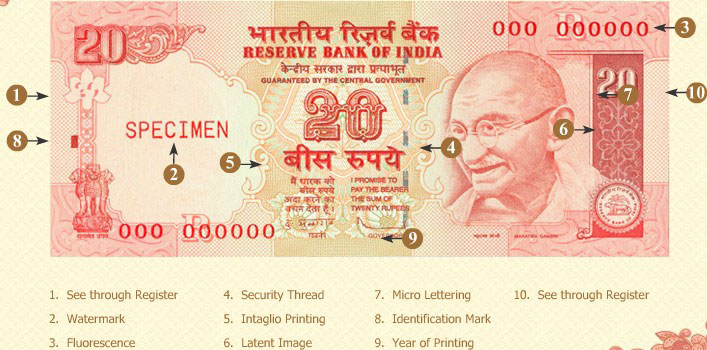 20
भारतीय रिज़र्व बैंक
RESERVE BANK OF INDIA
केन्द्रीय सरकार द्वारा प्रत्याभूत
GUARANTEED BY THE CENTRAL GOVERNMENT
000 000000
3
1
20
20
7
10
8
SPECIMEN
2
5
4
6
बीस रुपये
मैं धारक को
बीस रुपये
अदा करने का
वचन देता हूँ।
I PROMISE TO
PAY THE BEARER
THE SUM OF
TWENTY RUPEES
R
000 000000
9
1. See through Register
2. Watermark
3. Fluorescence
4. Security Thread
5. Intaglio Printing
6. Latent Image
7. Micro Lettering
8. Identification Mark
9. Year of Printing
10. See through Register